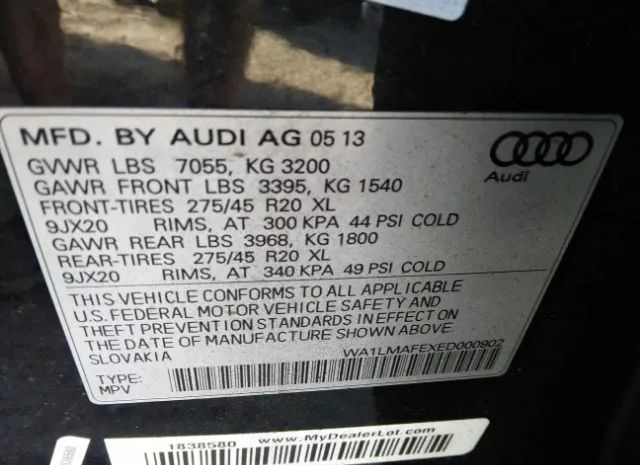 MFD. BY AUDI AG 05 13
Audi
GVWR LBS 7055, KG 3200
GAWR FRONT LBS 3395, KG 1540
FRONT-TIRES 275/45 R20 XL
9JX20 RIMS, AT 300 KPA 44 PSI COLD
GAWR REAR LBS 3968, KG 1800
REAR-TIRES 275/45 R20 XL
9JX20 RIMS, AT 340 KPA 49 PSI COLD
THIS VEHICLE CONFORMS TO ALL APPLICABLE
U.S. FEDERAL MOTOR VEHICLE SAFETY AND
THEFT PREVENTION STANDARDS IN EFFECT ON
THE DATE OF MANUFACTURE SHOWN ABOVE.
SLOVAKIA
WA1LMAFEXED000902
TYPE:
MPV
1838580 www.MyDealerLot.com